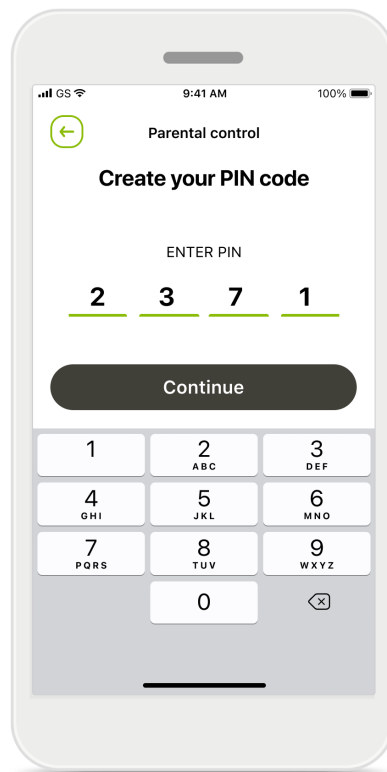 GS 9:41 AM 100%
Parental control
Create your PIN code
ENTER PIN
2 3 7 1
Continue
1 2 3
ABC DEF
4 5 6
GHI JKL MNO
7 8 9
PQRS TUV WXYZ
0